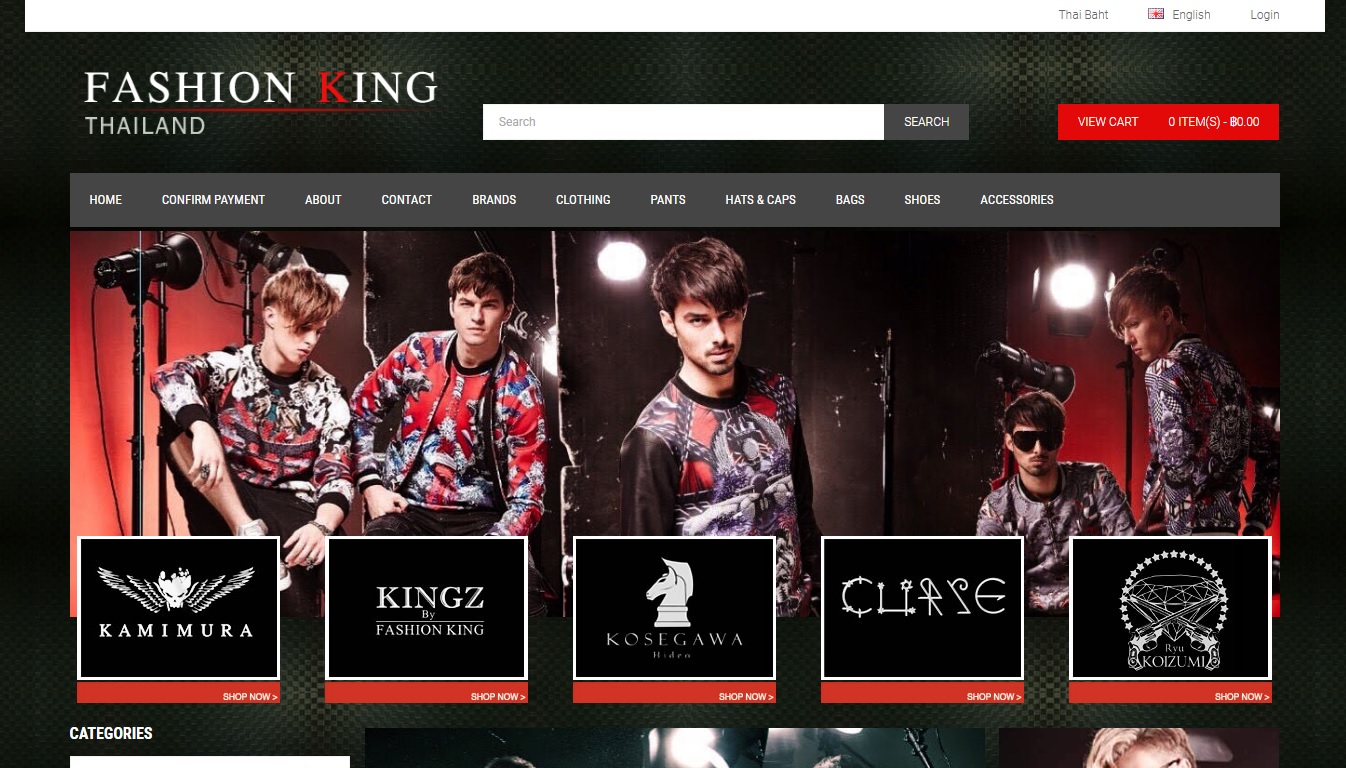 Thai Baht English Login
FASHION KING
THAILAND
Search SEARCH
VIEW CART 0 ITEM(S) - ฿0.00
HOME CONFIRM PAYMENT ABOUT CONTACT BRANDS CLOTHING PANTS HATS & CAPS BAGS SHOES ACCESSORIES
KAMIMURA
SHOP NOW >
KINGZ
By
FASHION KING
SHOP NOW >
KOSEGAWA
Hideo
SHOP NOW >
CURSE
SHOP NOW >
Ryu
KOIZUMI
SHOP NOW >
CATEGORIES